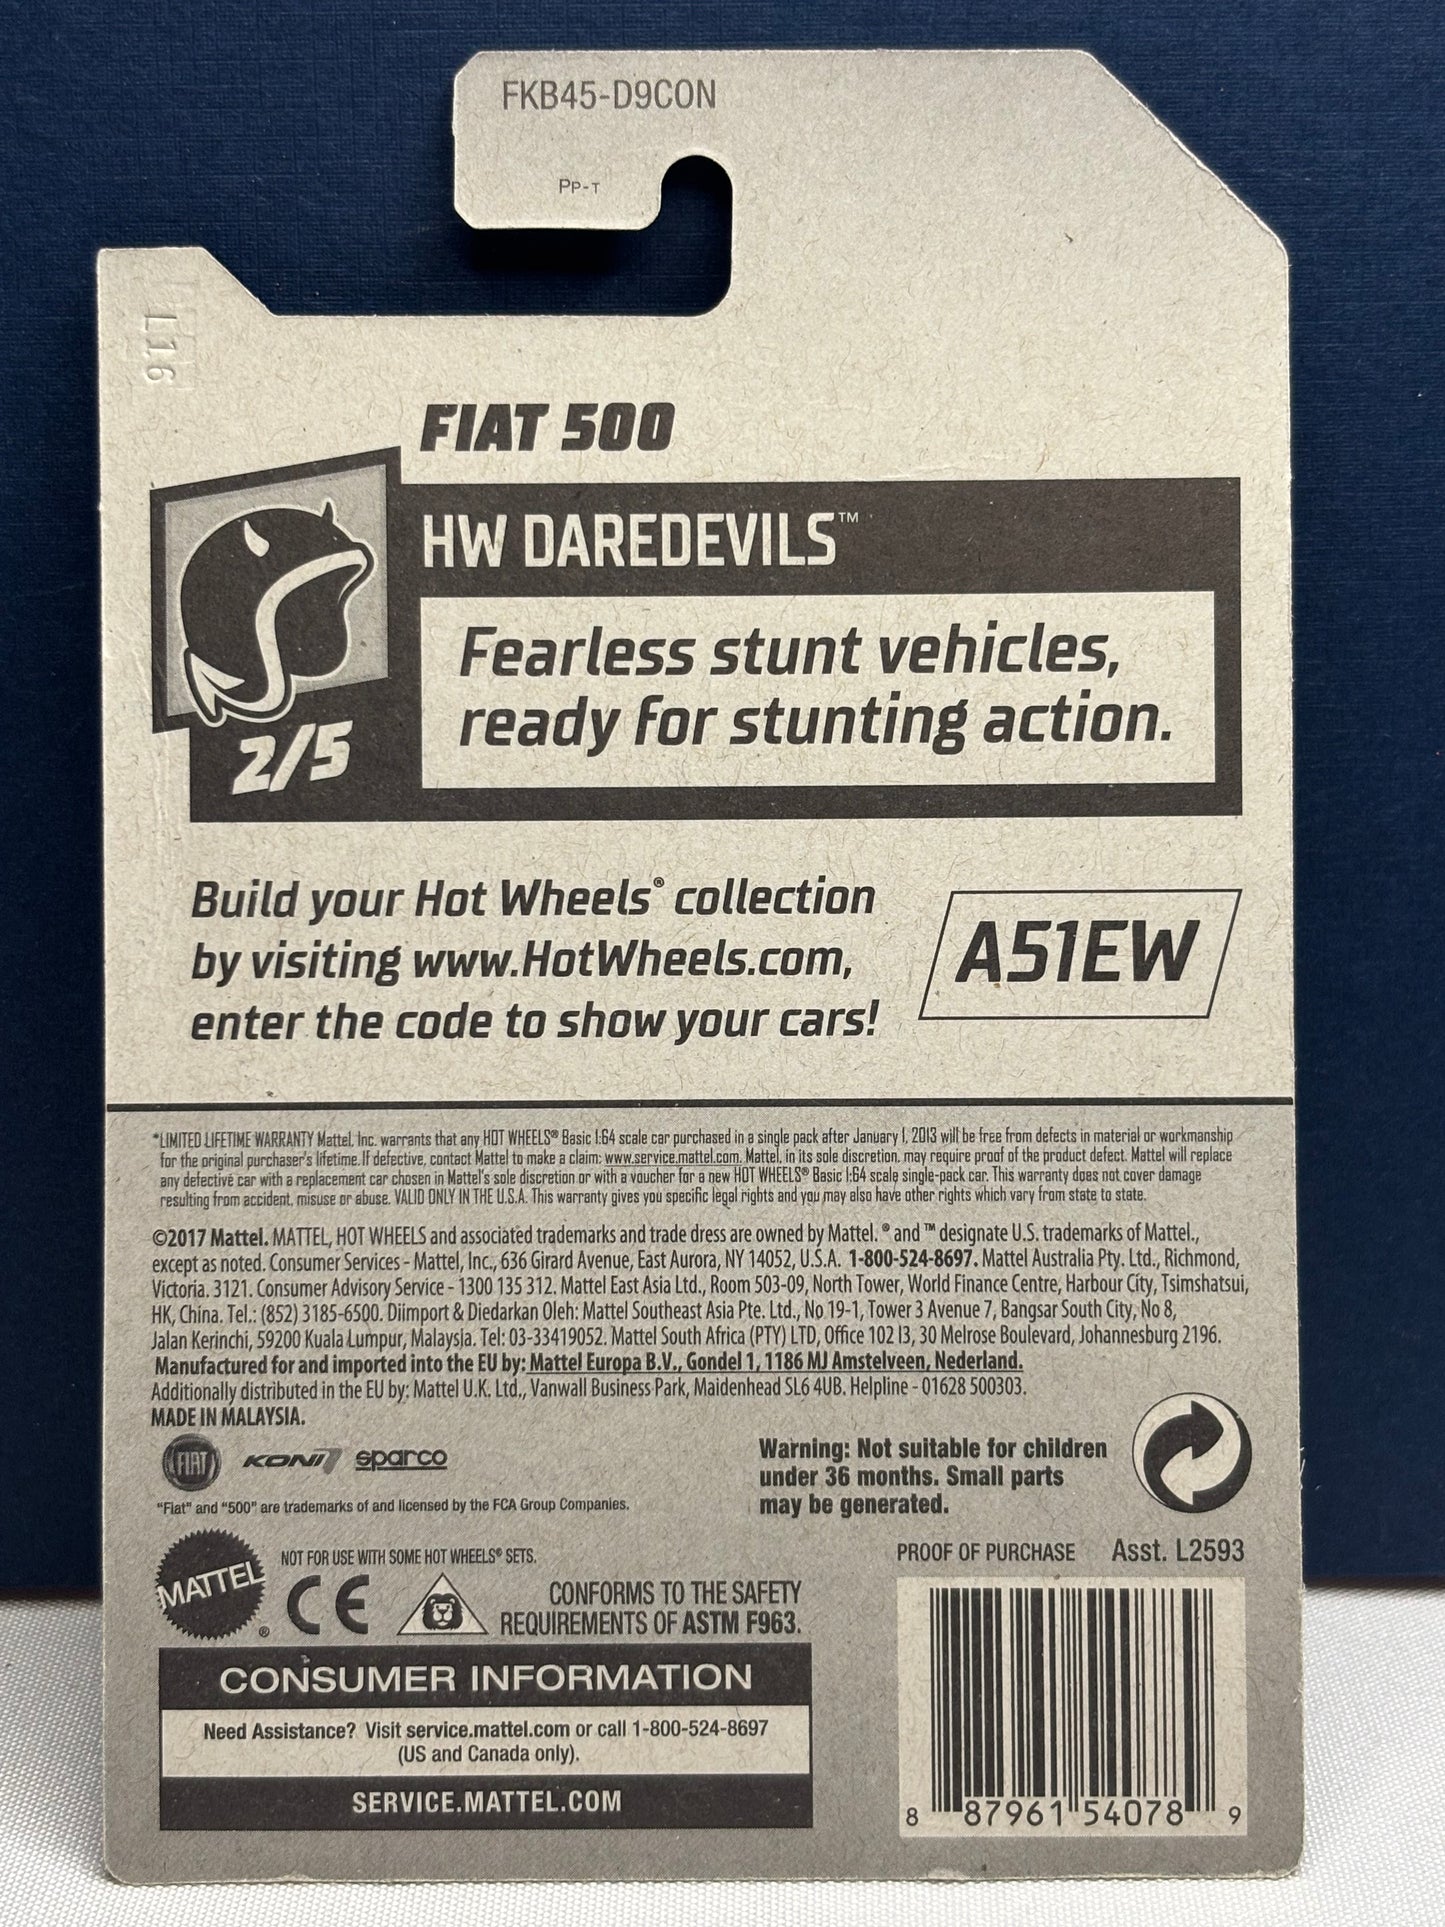 FKB45-D9CON
PP-T
L16
FIAT 500
HW DAREDEVILS™
Fearless stunt vehicles,
ready for stunting action.
2/5
Build your Hot Wheels® collection
by visiting www.HotWheels.com,
enter the code to show your cars!
A51EW
*LIMITED LIFETIME WARRANTY Mattel, Inc. warrants that any HOT WHEELS® Basic 1:64 scale car purchased in a single pack after January 1, 2013 will be free from defects in material or workmanship
for the original purchaser's lifetime. If defective, contact Mattel to make a claim: www.service.mattel.com. Mattel, in its sole discretion, may require proof of the product defect. Mattel will replace
any defective car with a replacement car chosen in Mattel's sole discretion or with a voucher for a new HOT WHEELS® Basic 1:64 scale single-pack car. This warranty does not cover damage
resulting from accident, misuse or abuse. VALID ONLY IN THE U.S.A. This warranty gives you specific legal rights and you may also have other rights which vary from state to state.
©2017 Mattel. MATTEL, HOT WHEELS and associated trademarks and trade dress are owned by Mattel. ® and ™ designate U.S. trademarks of Mattel.,
except as noted. Consumer Services - Mattel, Inc., 636 Girard Avenue, East Aurora, NY 14052, U.S.A. 1-800-524-8697. Mattel Australia Pty. Ltd., Richmond,
Victoria. 3121. Consumer Advisory Service - 1300 135 312. Mattel East Asia Ltd., Room 503-09, North Tower, World Finance Centre, Harbour City, Tsimshatsui,
HK, China. Tel.: (852) 3185-6500. Diimport & Diedarkan Oleh: Mattel Southeast Asia Pte. Ltd., No 19-1, Tower 3 Avenue 7, Bangsar South City, No 8,
Jalan Kerinchi, 59200 Kuala Lumpur, Malaysia. Tel: 03-33419052. Mattel South Africa (PTY) LTD, Office 102 I3, 30 Melrose Boulevard, Johannesburg 2196.
Manufactured for and imported into the EU by: Mattel Europa B.V., Gondel 1, 1186 MJ Amstelveen, Nederland.
Additionally distributed in the EU by: Mattel U.K. Ltd., Vanwall Business Park, Maidenhead SL6 4UB. Helpline - 01628 500303.
MADE IN MALAYSIA.
FIAT KONI sparco
"Fiat" and "500" are trademarks of and licensed by the FCA Group Companies.
Warning: Not suitable for children
under 36 months. Small parts
may be generated.
MATTEL®
NOT FOR USE WITH SOME HOT WHEELS® SETS.
CE
CONFORMS TO THE SAFETY
REQUIREMENTS OF ASTM F963.
PROOF OF PURCHASE Asst. L2593
CONSUMER INFORMATION
Need Assistance? Visit service.mattel.com or call 1-800-524-8697
(US and Canada only).
SERVICE.MATTEL.COM
8 87961 54078 9